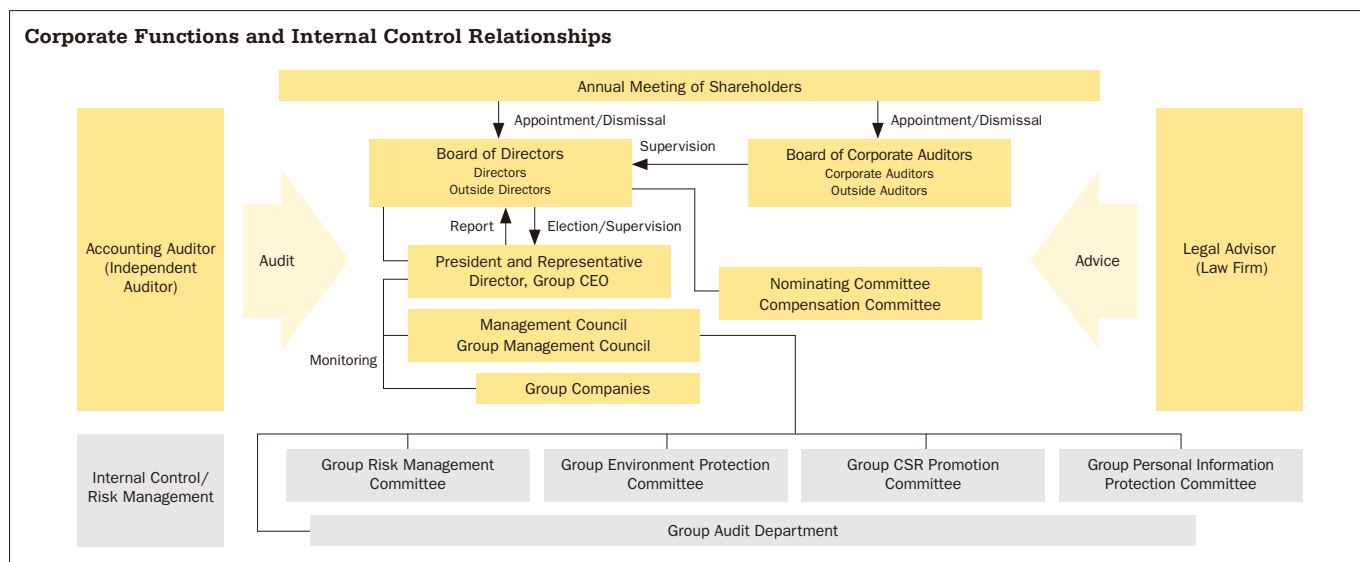 Corporate Functions and Internal Control Relationships
Annual Meeting of Shareholders
Appointment/Dismissal
Appointment/Dismissal
Board of Directors
Directors
Outside Directors
Supervision
Board of Corporate Auditors
Corporate Auditors
Outside Auditors
Accounting Auditor
(Independent
Auditor)
Audit
Report
Election/Supervision
President and Representative
Director, Group CEO
Nominating Committee
Compensation Committee
Advice
Legal Advisor
(Law Firm)
Management Council
Group Management Council
Monitoring
Group Companies
Internal Control/
Risk Management
Group Risk Management
Committee
Group Environment Protection
Committee
Group CSR Promotion
Committee
Group Personal Information
Protection Committee
Group Audit Department